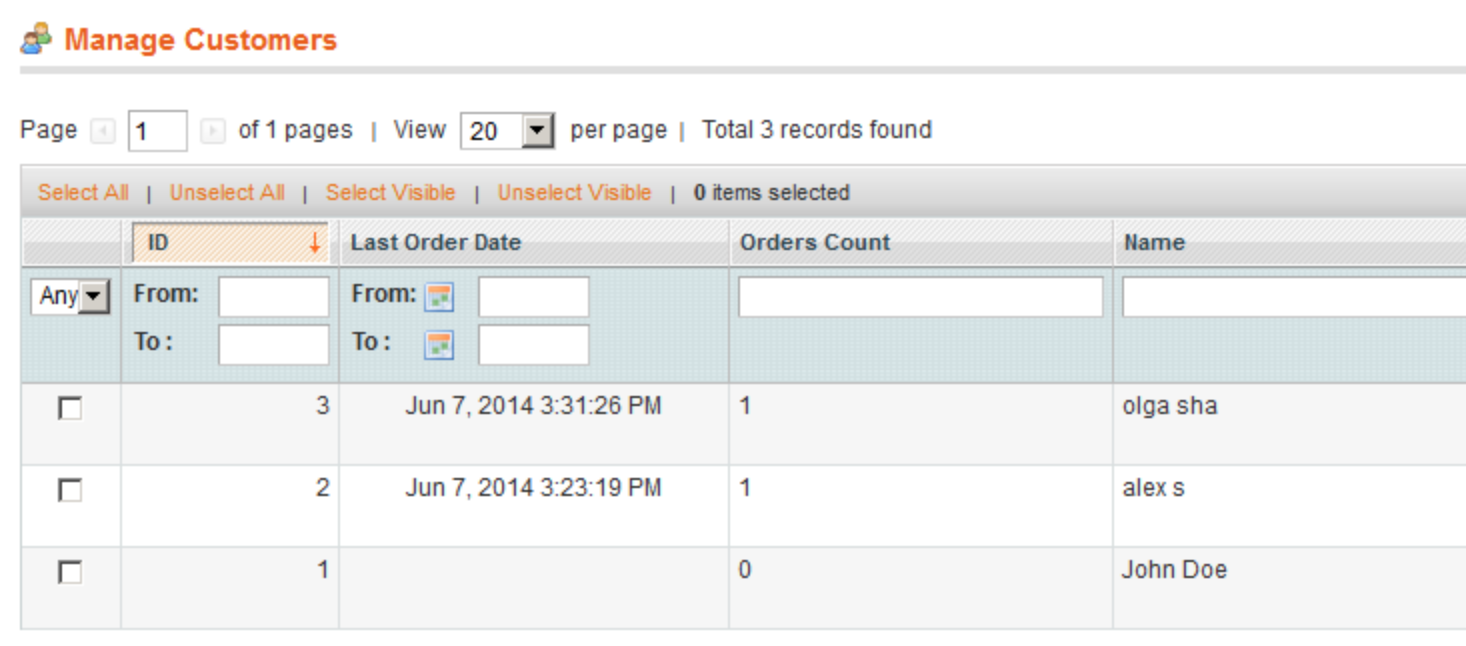 Manage Customers
Page 1 of 1 pages | View 20 per page | Total 3 records found
Select All | Unselect All | Select Visible | Unselect Visible | 0 items selected
ID ↓ Last Order Date Orders Count Name
Any From: From:
To : To :
3 Jun 7, 2014 3:31:26 PM 1 olga sha
2 Jun 7, 2014 3:23:19 PM 1 alex s
1 0 John Doe